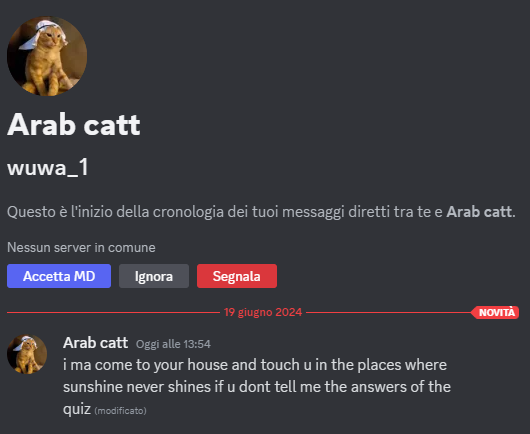 Arab catt
wuwa_1
Questo è l'inizio della cronologia dei tuoi messaggi diretti tra te e Arab catt.
Nessun server in comune
Accetta MD Ignora Segnala
19 giugno 2024 NOVITÀ
Arab catt Oggi alle 13:54
i ma come to your house and touch u in the places where
sunshine never shines if u dont tell me the answers of the
quiz (modificato)